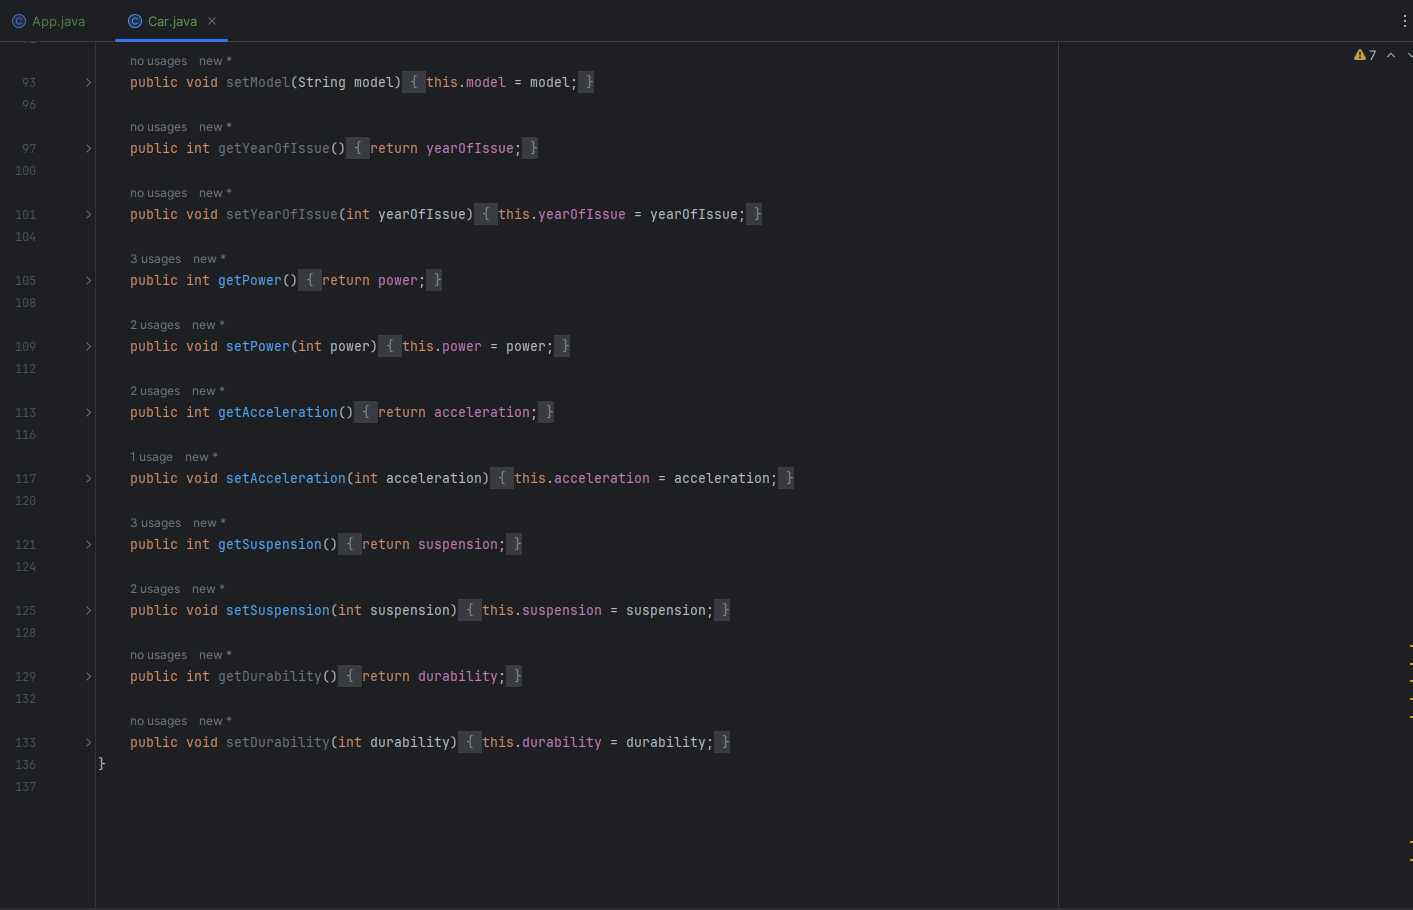 App.java Car.java
7
no usages new *
93 public void setModel(String model) { this.model = model; }
96
no usages new *
97 public int getYearOfIssue() { return yearOfIssue; }
100
no usages new *
101 public void setYearOfIssue(int yearOfIssue) { this.yearOfIssue = yearOfIssue; }
104
3 usages new *
105 public int getPower() { return power; }
108
2 usages new *
109 public void setPower(int power) { this.power = power; }
112
2 usages new *
113 public int getAcceleration() { return acceleration; }
116
1 usage new *
117 public void setAcceleration(int acceleration) { this.acceleration = acceleration; }
120
3 usages new *
121 public int getSuspension() { return suspension; }
124
2 usages new *
125 public void setSuspension(int suspension) { this.suspension = suspension; }
128
no usages new *
129 public int getDurability() { return durability; }
132
no usages new *
133 public void setDurability(int durability) { this.durability = durability; }
136 }
137